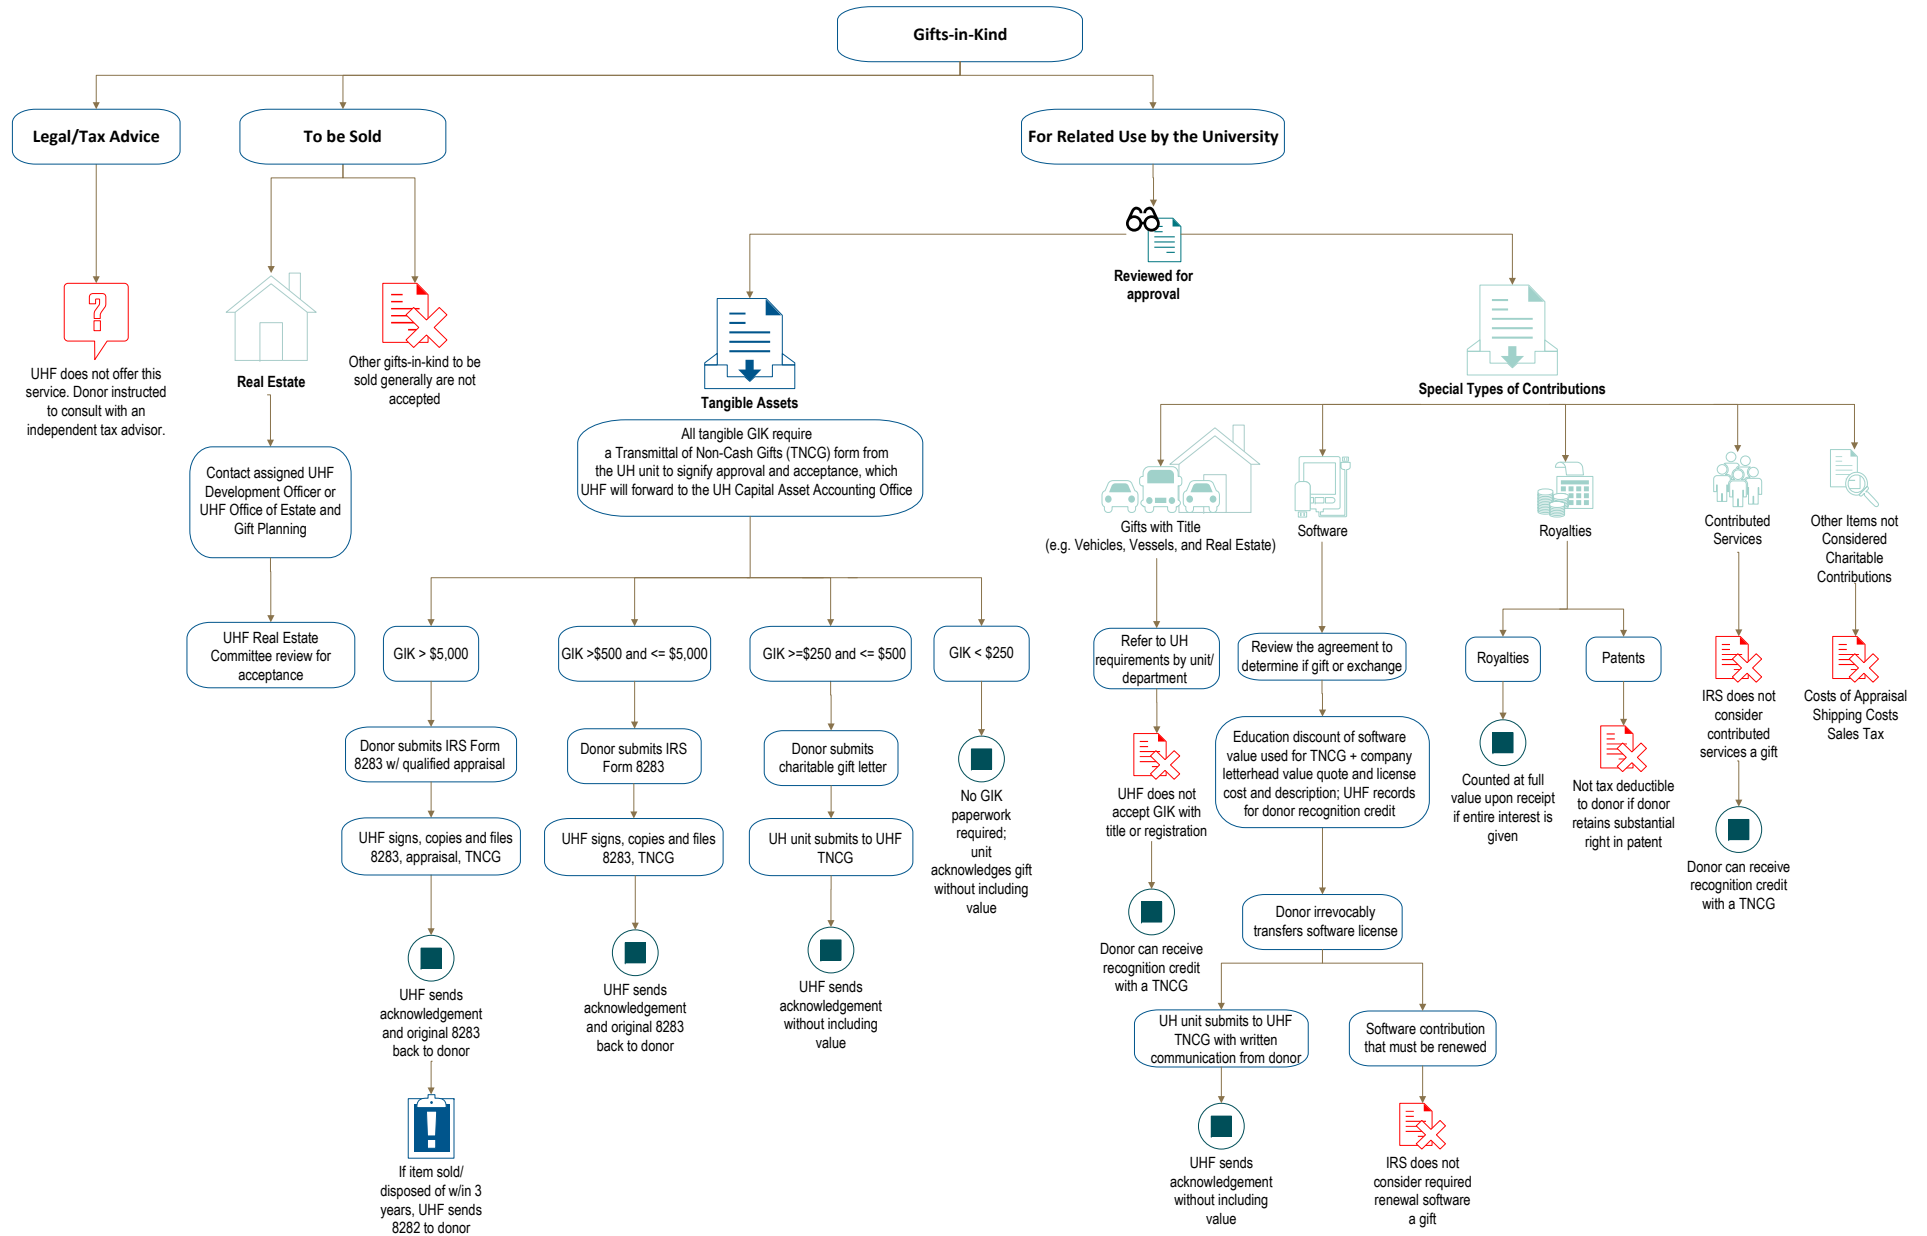 Gifts-in-Kind
Legal/Tax Advice
To be Sold
For Related Use by the University
Reviewed for
approval
UHF does not offer this
service. Donor instructed
to consult with an
independent tax advisor.
Real Estate
Other gifts-in-kind to be
sold generally are not
accepted
Contact assigned UHF
Development Officer or
UHF Office of Estate and
Gift Planning
UHF Real Estate
Committee review for
acceptance
Tangible Assets
All tangible GIK require
a Transmittal of Non-Cash Gifts (TNCG) form from
the UH unit to signify approval and acceptance, which
UHF will forward to the UH Capital Asset Accounting Office
GIK > $5,000
Donor submits IRS Form
8283 w/ qualified appraisal
UHF signs, copies and files
8283, appraisal, TNCG
UHF sends
acknowledgement
and original 8283
back to donor
If item sold/
disposed of w/in 3
years, UHF sends
8282 to donor
GIK >$500 and <= $5,000
Donor submits IRS
Form 8283
UHF signs, copies and files
8283, TNCG
UHF sends
acknowledgement
and original 8283
back to donor
GIK >=$250 and <= $500
Donor submits
charitable gift letter
UH unit submits to UHF
TNCG
UHF sends
acknowledgement
without including
value
GIK < $250
No GIK
paperwork
required;
unit
acknowledges gift
without including
value
Special Types of Contributions
Gifts with Title
(e.g. Vehicles, Vessels, and Real Estate)
Refer to UH
requirements by unit/
department
UHF does not
accept GIK with
title or registration
Donor can receive
recognition credit
with a TNCG
Software
Review the agreement to
determine if gift or exchange
Education discount of software
value used for TNCG + company
letterhead value quote and license
cost and description; UHF records
for donor recognition credit
Donor irrevocably
transfers software license
UH unit submits to UHF
TNCG with written
communication from donor
UHF sends
acknowledgement
without including
value
Software contribution
that must be renewed
IRS does not
consider required
renewal software
a gift
Royalties
Royalties
Counted at full
value upon receipt
if entire interest is
given
Patents
Not tax deductible
to donor if donor
retains substantial
right in patent
Contributed
Services
IRS does not
consider
contributed
services a gift
Donor can receive
recognition credit
with a TNCG
Other Items not
Considered
Charitable
Contributions
Costs of Appraisal
Shipping Costs
Sales Tax